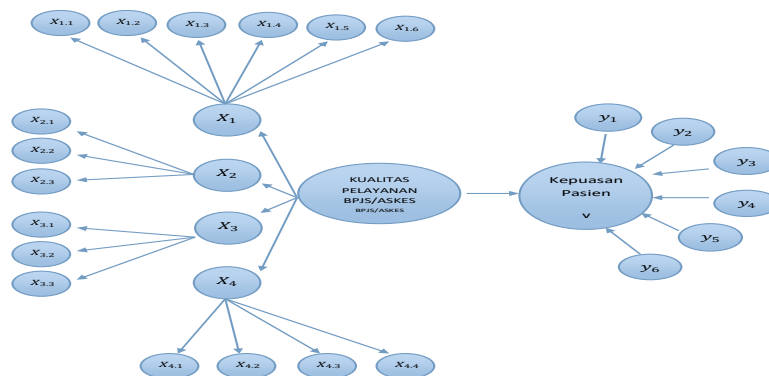 x1.1 x1.2 x1.3 x1.4 x1.5 x1.6
x1
x2.1
x2.2
x2.3
x2
x3.1
x3.2
x3.3
x3
x4
x4.1 x4.2 x4.3 x4.4
KUALITAS
PELAYANAN
BPJS/ASKES
BPJS/ASKES
Kepuasan
Pasien
v
y1
y2
y3
y4
y5
y6